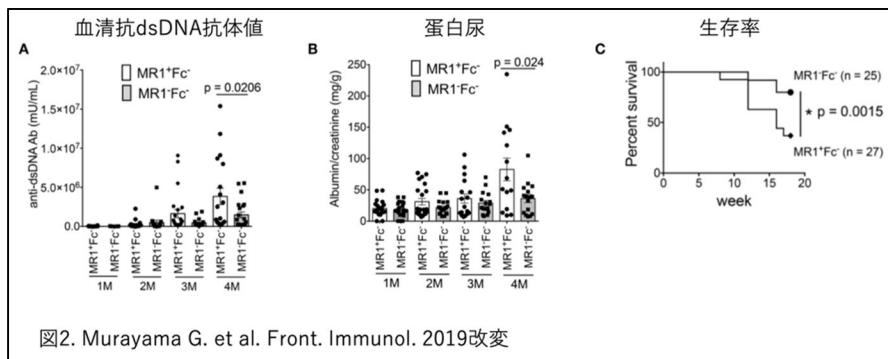 血清抗dsDNA抗体値
蛋白尿
生存率
A
MR1⁺Fc⁻
MR1⁻Fc⁻
2.0×10⁷
1.5×10⁷
1.0×10⁷
5.0×10⁶
0.0
anti-dsDNA Ab (mU/mL)
p = 0.0206
MR1⁺Fc⁻
MR1⁻Fc⁻
MR1⁺Fc⁻
MR1⁻Fc⁻
MR1⁺Fc⁻
MR1⁻Fc⁻
MR1⁺Fc⁻
MR1⁻Fc⁻
1M
2M
3M
4M
B
MR1⁺Fc⁻
MR1⁻Fc⁻
250
200
150
100
50
0
Albumin/creatinine (mg/g)
p = 0.024
MR1⁺Fc⁻
MR1⁻Fc⁻
MR1⁺Fc⁻
MR1⁻Fc⁻
MR1⁺Fc⁻
MR1⁻Fc⁻
MR1⁺Fc⁻
MR1⁻Fc⁻
1M
2M
3M
4M
C
100
50
0
Percent survival
MR1⁻Fc⁻ (n = 25)
* p = 0.0015
MR1⁺Fc⁻ (n = 27)
0
5
10
15
20
week
図2. Murayama G. et al. Front. Immunol. 2019改変